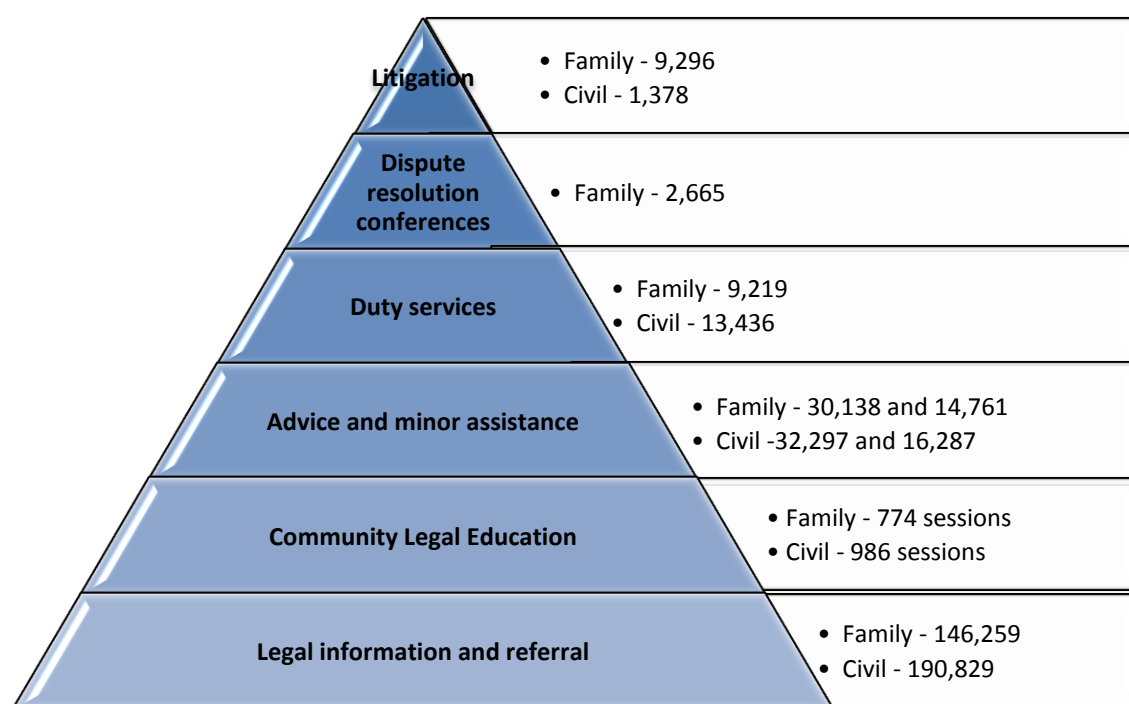 Litigation
• Family - 9,296
• Civil - 1,378
Dispute
resolution
conferences
• Family - 2,665
Duty services
• Family - 9,219
• Civil - 13,436
Advice and minor assistance
• Family - 30,138 and 14,761
• Civil -32,297 and 16,287
Community Legal Education
• Family - 774 sessions
• Civil - 986 sessions
Legal information and referral
• Family - 146,259
• Civil - 190,829